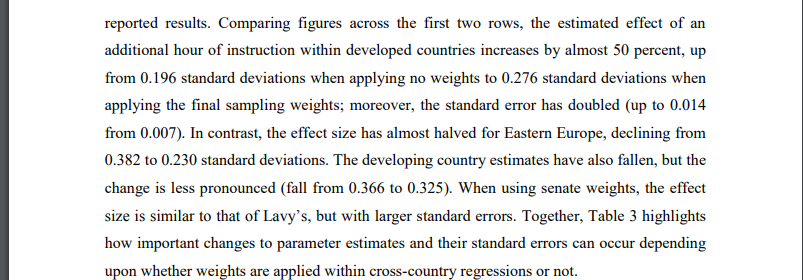 reported results. Comparing figures across the first two rows, the estimated effect of an
additional hour of instruction within developed countries increases by almost 50 percent, up
from 0.196 standard deviations when applying no weights to 0.276 standard deviations when
applying the final sampling weights; moreover, the standard error has doubled (up to 0.014
from 0.007). In contrast, the effect size has almost halved for Eastern Europe, declining from
0.382 to 0.230 standard deviations. The developing country estimates have also fallen, but the
change is less pronounced (fall from 0.366 to 0.325). When using senate weights, the effect
size is similar to that of Lavy’s, but with larger standard errors. Together, Table 3 highlights
how important changes to parameter estimates and their standard errors can occur depending
upon whether weights are applied within cross-country regressions or not.